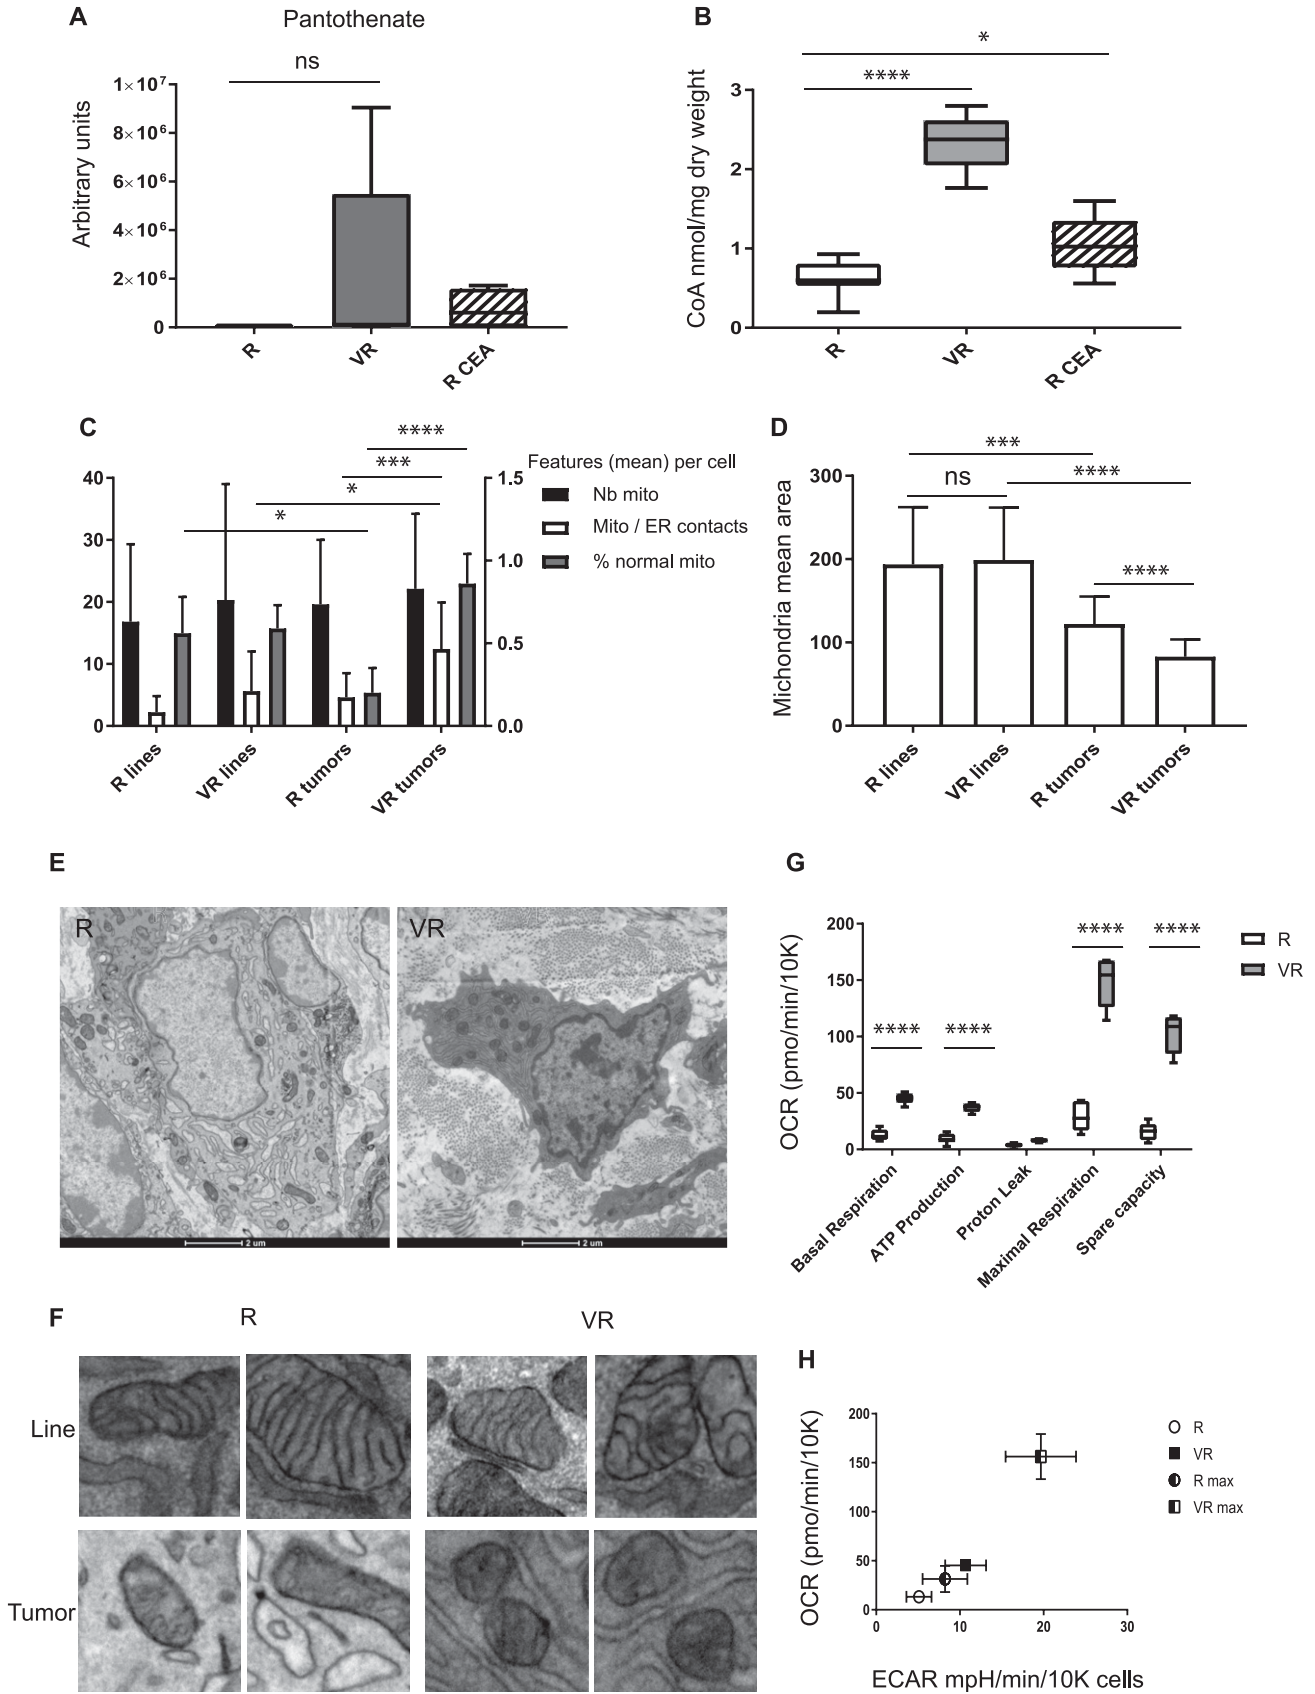 A
Pantothenate
ns
Arbitrary units
1×10⁷
8×10⁶
6×10⁶
4×10⁶
2×10⁶
0
R
VR
R CEA
B
*
****
CoA nmol/mg dry weight
3
2
1
0
R
VR
R CEA
C
****
***
*
*
40
30
20
10
0
1.5
1.0
0.5
0.0
Features (mean) per cell
Nb mito
Mito / ER contacts
% normal mito
R lines
VR lines
R tumors
VR tumors
D
***
ns
****
****
Michondria mean area
300
200
100
0
R lines
VR lines
R tumors
VR tumors
E
R
VR
2 um
2 um
G
OCR (pmo/min/10K)
200
150
100
50
0
****
****
****
****
R
VR
Basal Respiration
ATP Production
Proton Leak
Maximal Respiration
Spare capacity
F
R
VR
Line
Tumor
H
OCR (pmo/min/10K)
200
150
100
50
0
0
10
20
30
R
VR
R max
VR max
ECAR mpH/min/10K cells